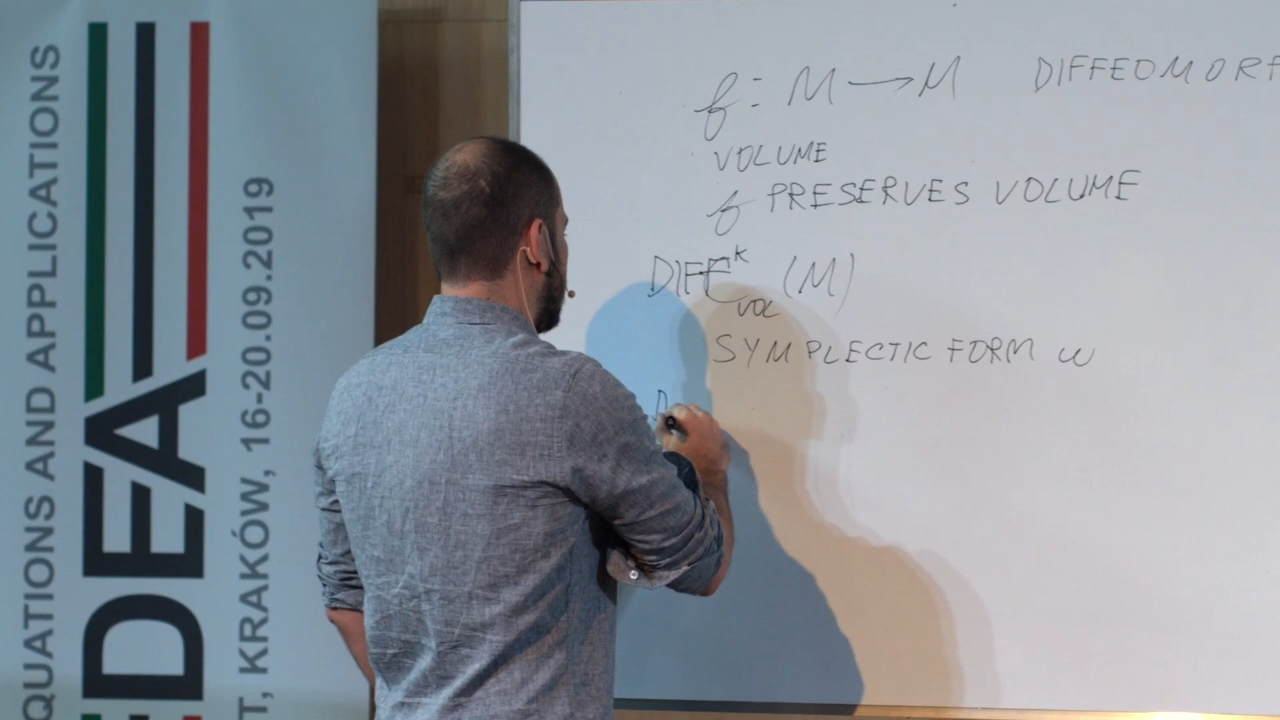 QUATIONS AND APPLICATIONS
DEA
T, KRAKÓW, 16-20.09.2019
f: M → M DIFFEOMORF
VOLUME
f PRESERVES VOLUME
DIFF^k_VOL (M)
SYMPLECTIC FORM ω
D